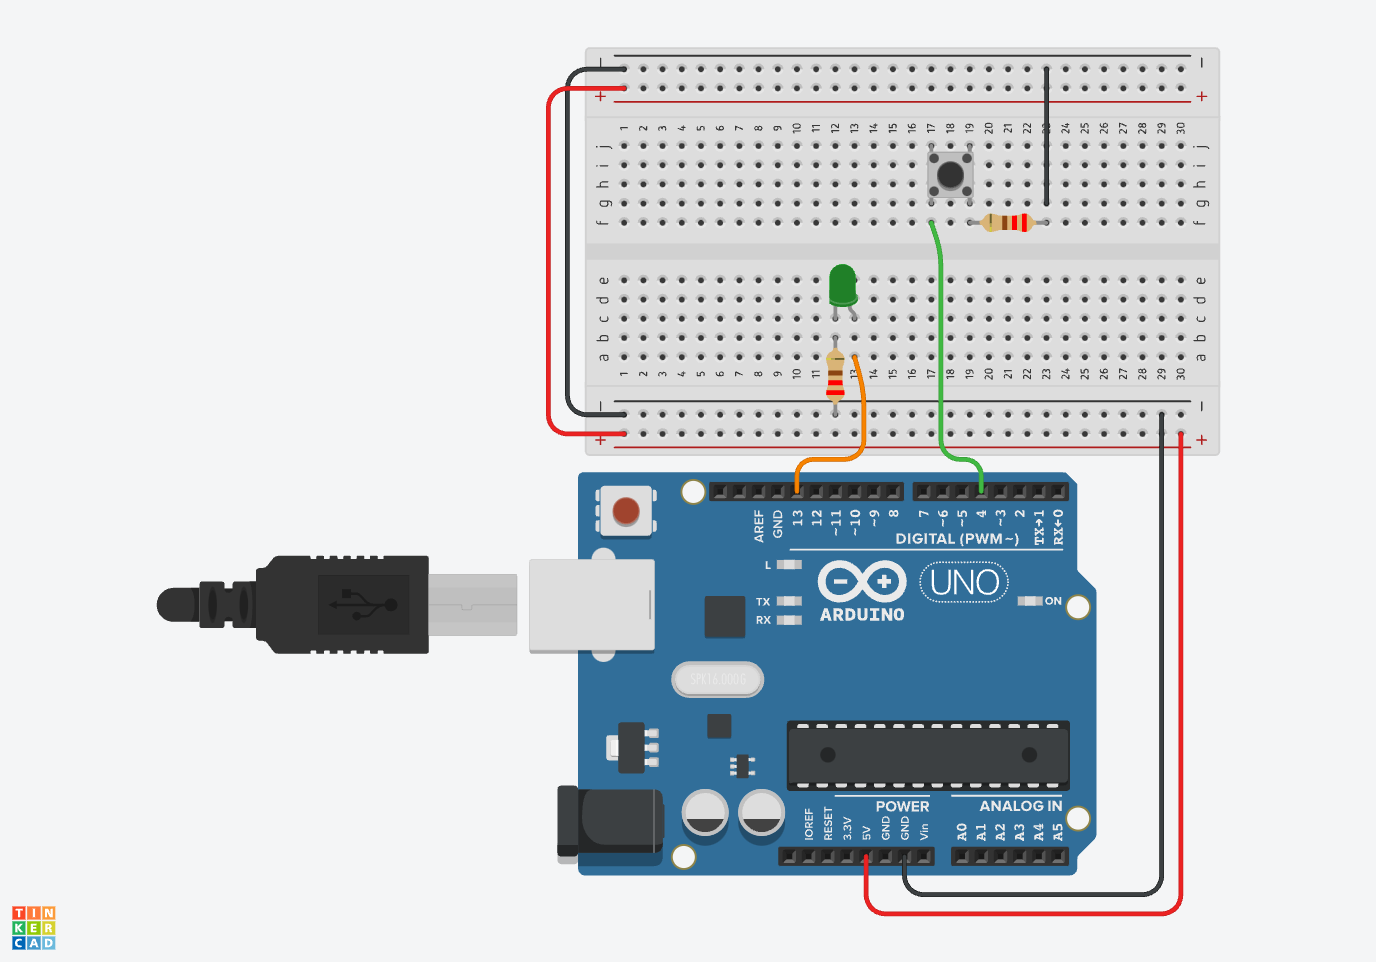 − −
+ +
1 2 3 4 5 6 7 8 9 10 11 12 13 14 15 16 17 18 19 20 21 22 23 24 25 26 27 28 29 30
j j
i i
h h
g g
f f
e e
d d
c c
b b
a a
1 2 3 4 5 6 7 8 9 10 11 12 13 14 15 16 17 18 19 20 21 22 23 24 25 26 27 28 29 30
− −
+ +
AREF GND 13 12 ~11 ~10 ~9 8 7 ~6 ~5 4 ~3 2 TX→1 RX←0
DIGITAL (PWM~)
L
TX
RX
ARDUINO
UNO
ON
SPK16.000G
POWER ANALOG IN
IOREF RESET 3.3V 5V GND GND Vin A0 A1 A2 A3 A4 A5
TIN
KER
CAD